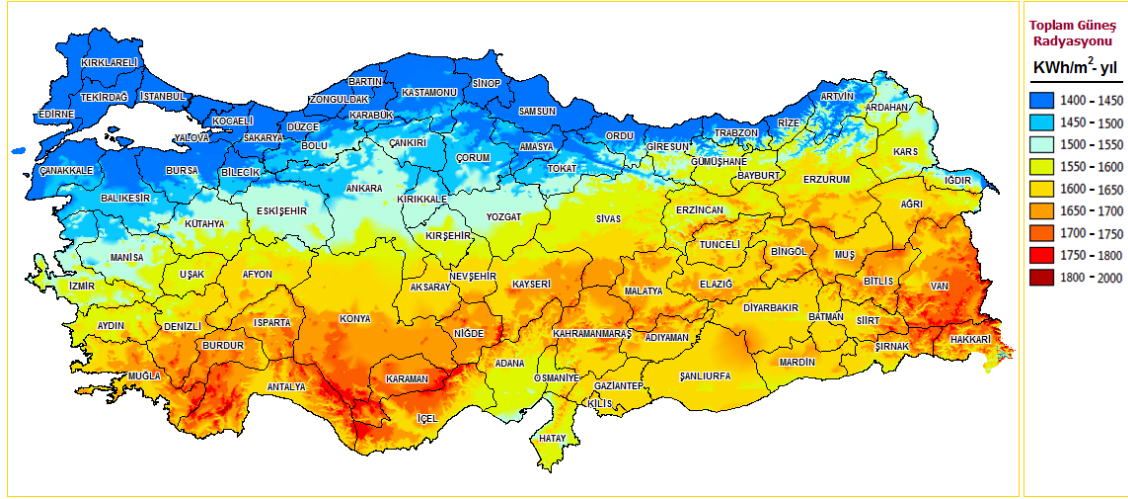 KIRKLARELİ
TEKİRDAĞ
İSTANBUL
EDİRNE
KOCAELİ
YALOVA
SAKARYA
DÜZCE
ZONGULDAK
BARTIN
KARABÜK
KASTAMONU
SİNOP
SAMSUN
ORDU
GİRESUN
TRABZON
RİZE
ARTVİN
ARDAHAN
KARS
IĞDIR
ÇANAKKALE
BURSA
BİLECİK
BOLU
ÇANKIRI
ÇORUM
AMASYA
TOKAT
GÜMÜŞHANE
BAYBURT
ERZURUM
AĞRI
BALIKESİR
KÜTAHYA
ESKİŞEHİR
ANKARA
KIRIKKALE
YOZGAT
SİVAS
ERZİNCAN
KIRŞEHİR
TUNCELİ
BİNGÖL
MUŞ
MANİSA
UŞAK
AFYON
NEVŞEHİR
AKSARAY
KAYSERİ
MALATYA
ELAZIĞ
BİTLİS
VAN
İZMİR
AYDIN
DENİZLİ
ISPARTA
KONYA
NİĞDE
KAHRAMANMARAŞ
ADIYAMAN
DİYARBAKIR
BATMAN
SİİRT
ŞIRNAK
HAKKARİ
BURDUR
MUĞLA
ANTALYA
KARAMAN
İÇEL
ADANA
OSMANİYE
GAZİANTEP
KİLİS
ŞANLIURFA
MARDİN
HATAY
Toplam Güneş
Radyasyonu
KWh/m²- yıl
1400 - 1450
1450 - 1500
1500 - 1550
1550 - 1600
1600 - 1650
1650 - 1700
1700 - 1750
1750 - 1800
1800 - 2000